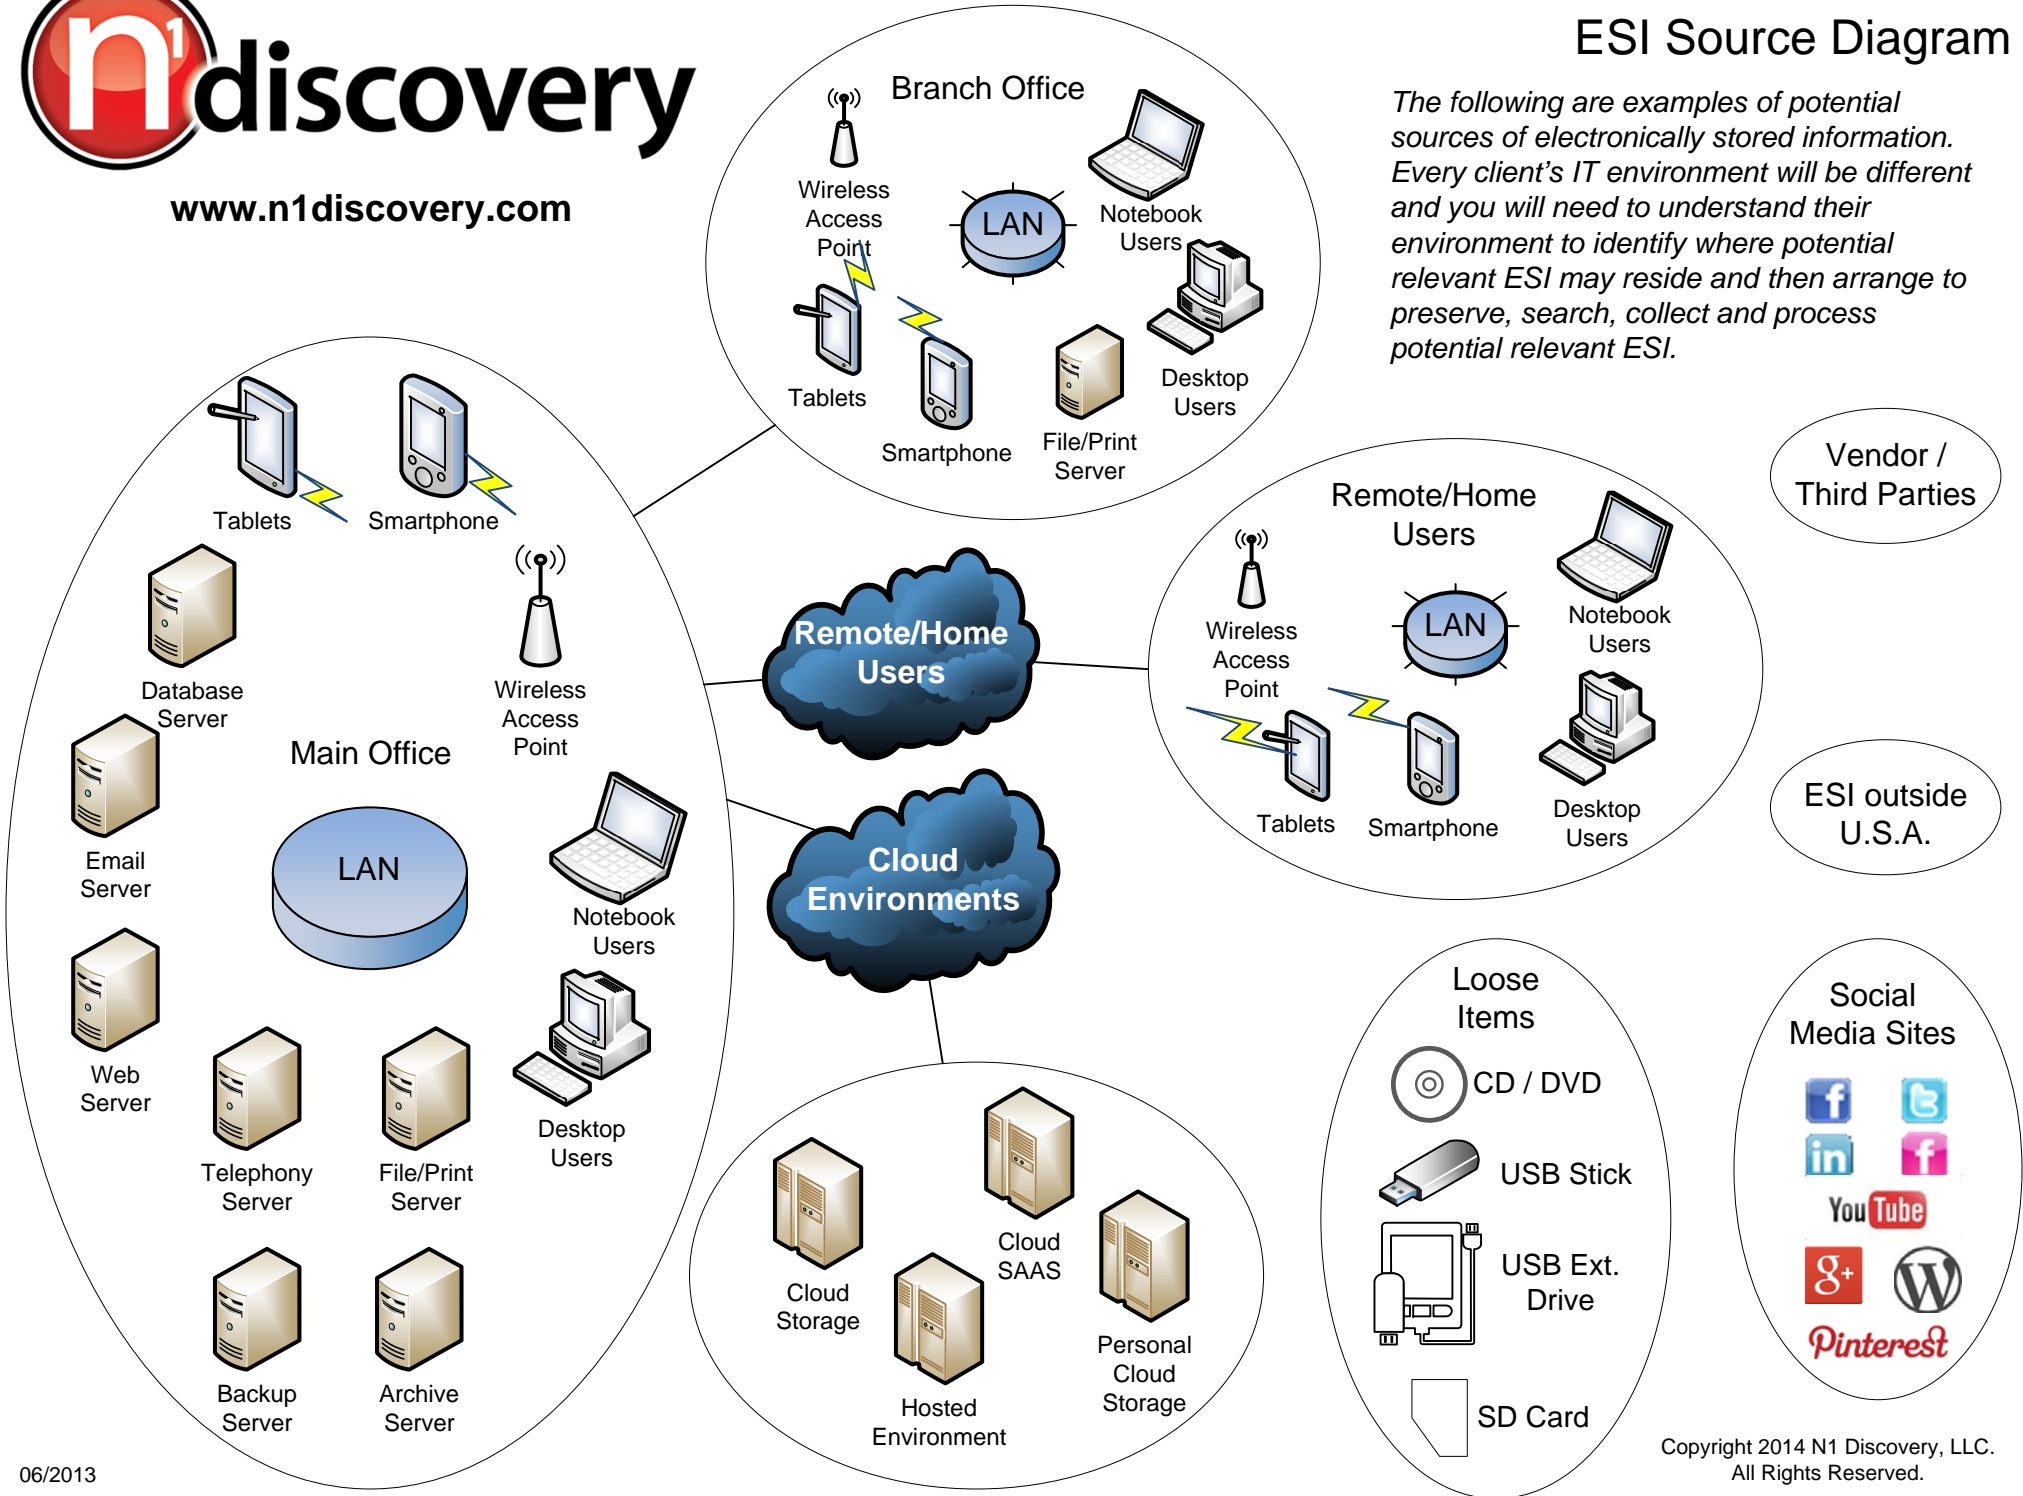 n1discovery
www.n1discovery.com
ESI Source Diagram
The following are examples of potential
sources of electronically stored information.
Every client's IT environment will be different
and you will need to understand their
environment to identify where potential
relevant ESI may reside and then arrange to
preserve, search, collect and process
potential relevant ESI.
Branch Office
Wireless
Access
Point
LAN
Notebook
Users
Tablets
Smartphone
File/Print
Server
Desktop
Users
Vendor /
Third Parties
Remote/Home
Users
Wireless
Access
Point
LAN
Notebook
Users
Tablets
Smartphone
Desktop
Users
ESI outside
U.S.A.
Tablets
Smartphone
Database
Server
Wireless
Access
Point
Main Office
Email
Server
LAN
Notebook
Users
Web
Server
Telephony
Server
File/Print
Server
Desktop
Users
Backup
Server
Archive
Server
Remote/Home
Users
Cloud
Environments
Cloud
Storage
Cloud
SAAS
Hosted
Environment
Personal
Cloud
Storage
Loose
Items
CD / DVD
USB Stick
USB Ext.
Drive
SD Card
Social
Media Sites
f
t
in
f
You Tube
g+
W
Pinterest
06/2013
Copyright 2014 N1 Discovery, LLC.
All Rights Reserved.